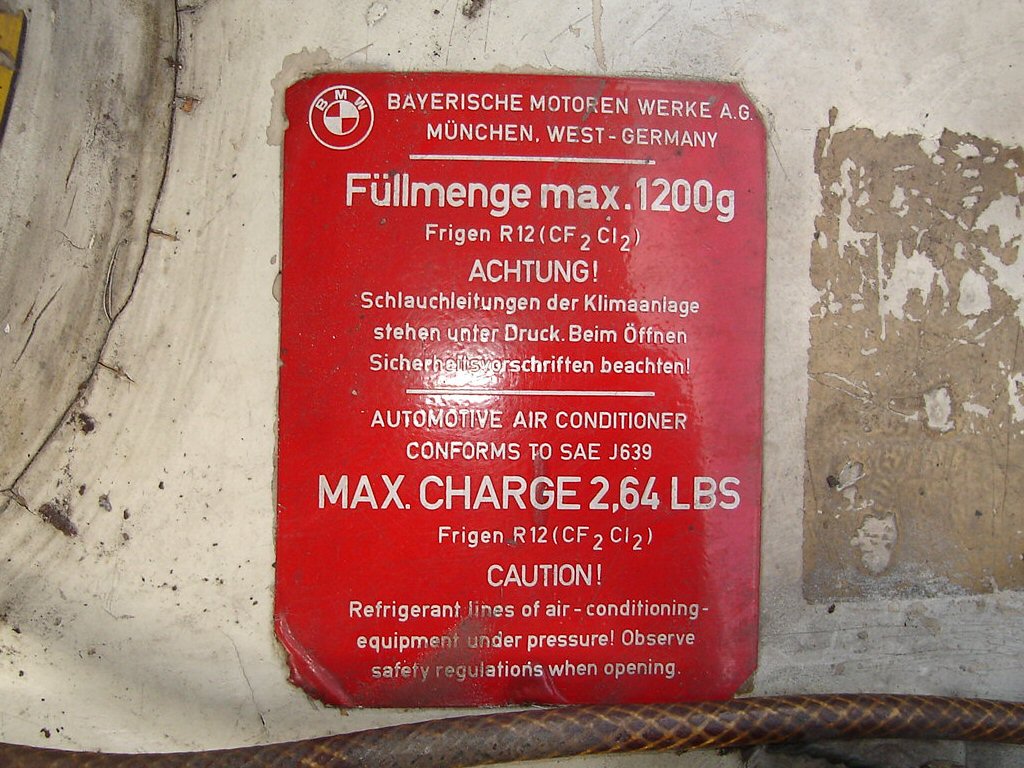 BMW
BAYERISCHE MOTOREN WERKE A.G.
MÜNCHEN, WEST-GERMANY
Füllmenge max. 1200g
Frigen R12 (CF2 Cl2)
ACHTUNG!
Schlauchleitungen der Klimaanlage
stehen unter Druck. Beim Öffnen
Sicherheitsvorschriften beachten!
AUTOMOTIVE AIR CONDITIONER
CONFORMS TO SAE J639
MAX. CHARGE 2,64 LBS
Frigen R12 (CF2 Cl2)
CAUTION!
Refrigerant lines of air-conditioning-
equipment under pressure! Observe
safety regulations when opening.